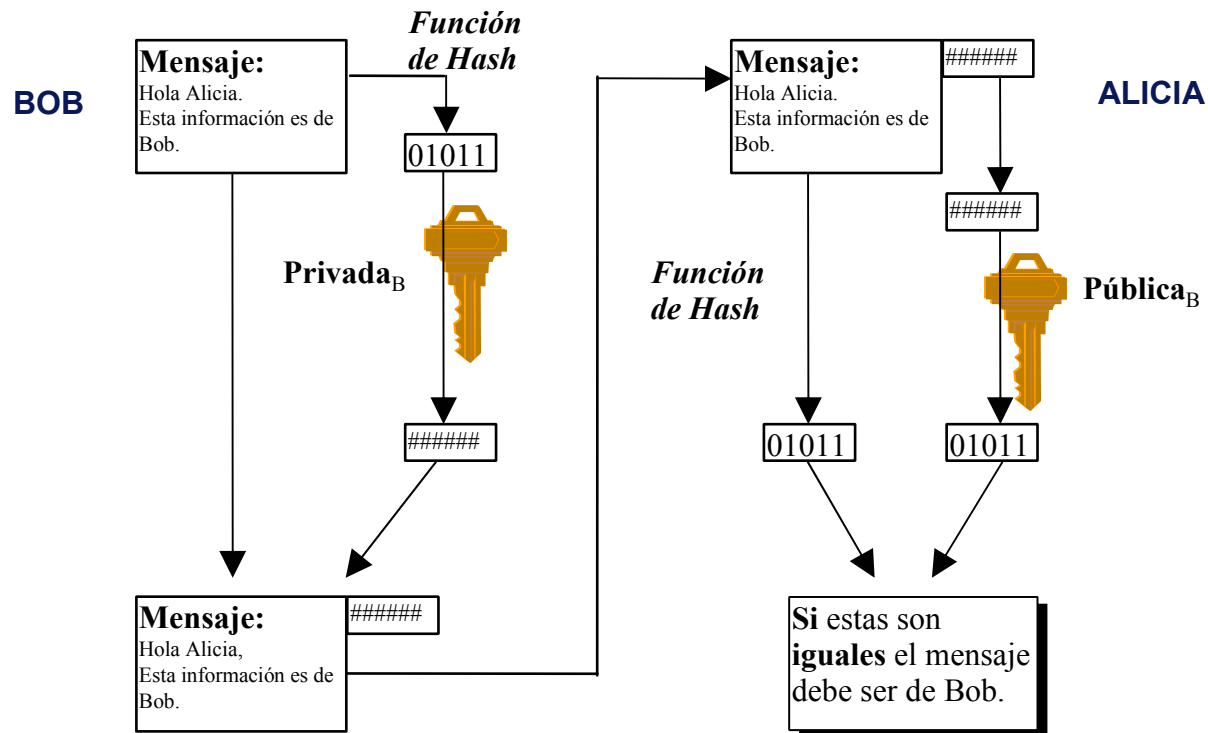 BOB
Mensaje:
Hola Alicia.
Esta información es de
Bob.
Función
de Hash
01011
Privada_B
######
Mensaje:
Hola Alicia,
Esta información es de
Bob.
######
ALICIA
Mensaje:
Hola Alicia.
Esta información es de
Bob.
######
######
Función
de Hash
Pública_B
01011
01011
Si estas son
iguales el mensaje
debe ser de Bob.